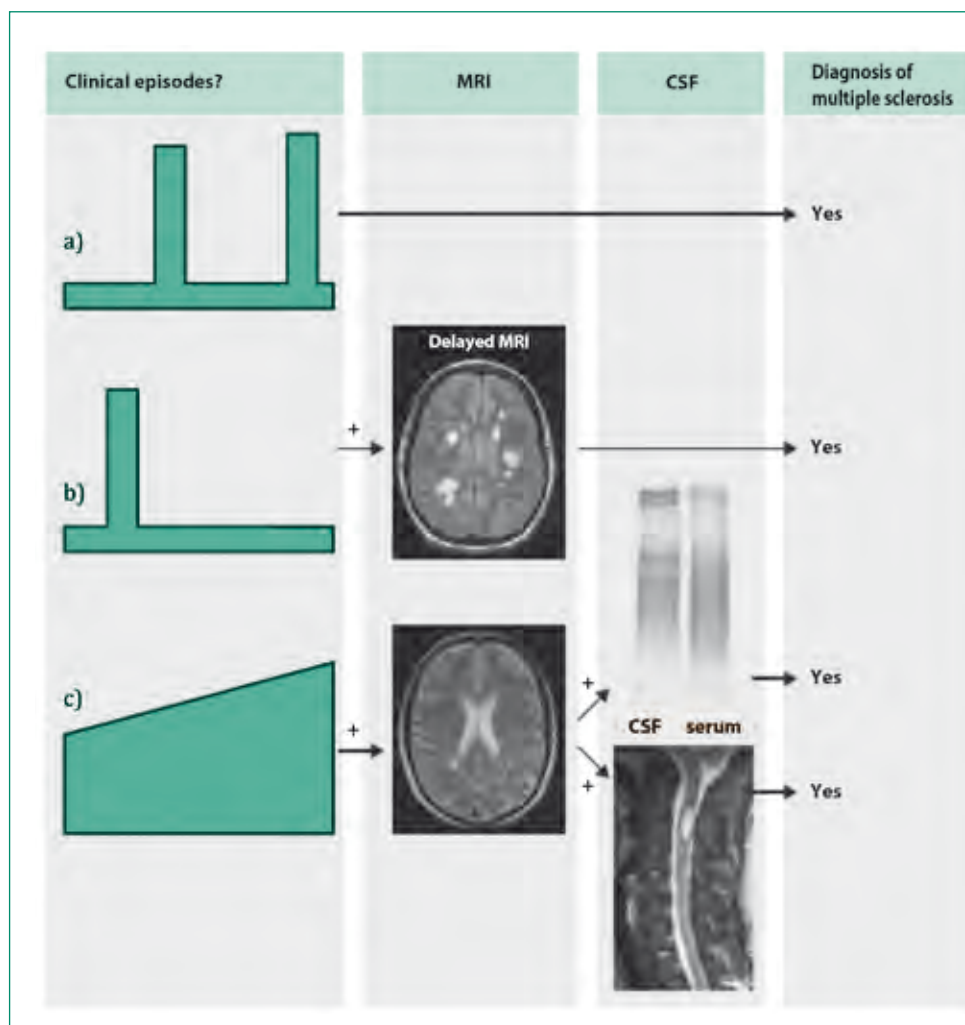 Clinical episodes?
MRI
CSF
Diagnosis of
multiple sclerosis
a)
Yes
Delayed MRI
b)
+
Yes
c)
+
+
Yes
CSF serum
+
Yes